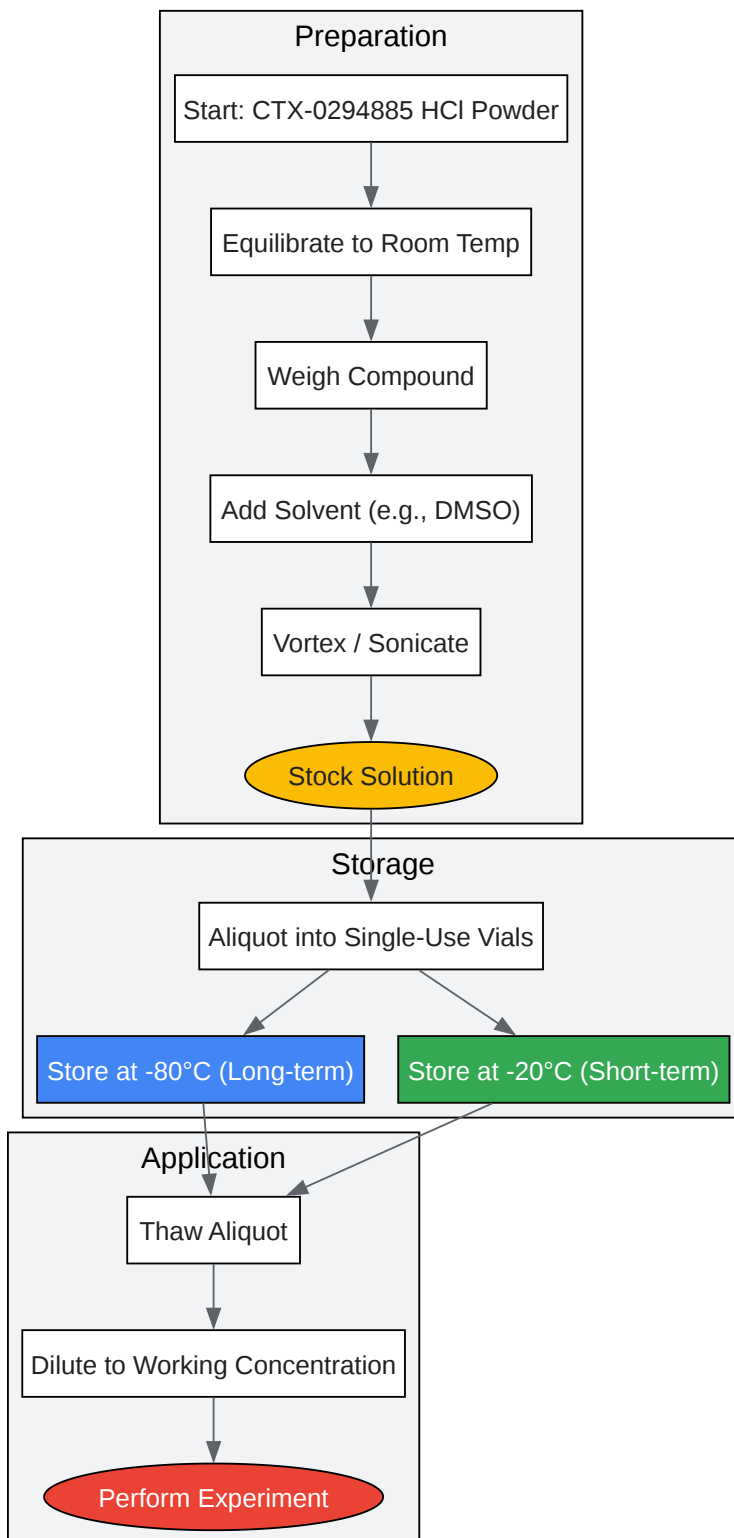 Preparation
Start: CTX-0294885 HCl Powder
Equilibrate to Room Temp
Weigh Compound
Add Solvent (e.g., DMSO)
Vortex / Sonicate
Stock Solution
Storage
Aliquot into Single-Use Vials
Store at -80°C (Long-term)
Store at -20°C (Short-term)
Application
Thaw Aliquot
Dilute to Working Concentration
Perform Experiment